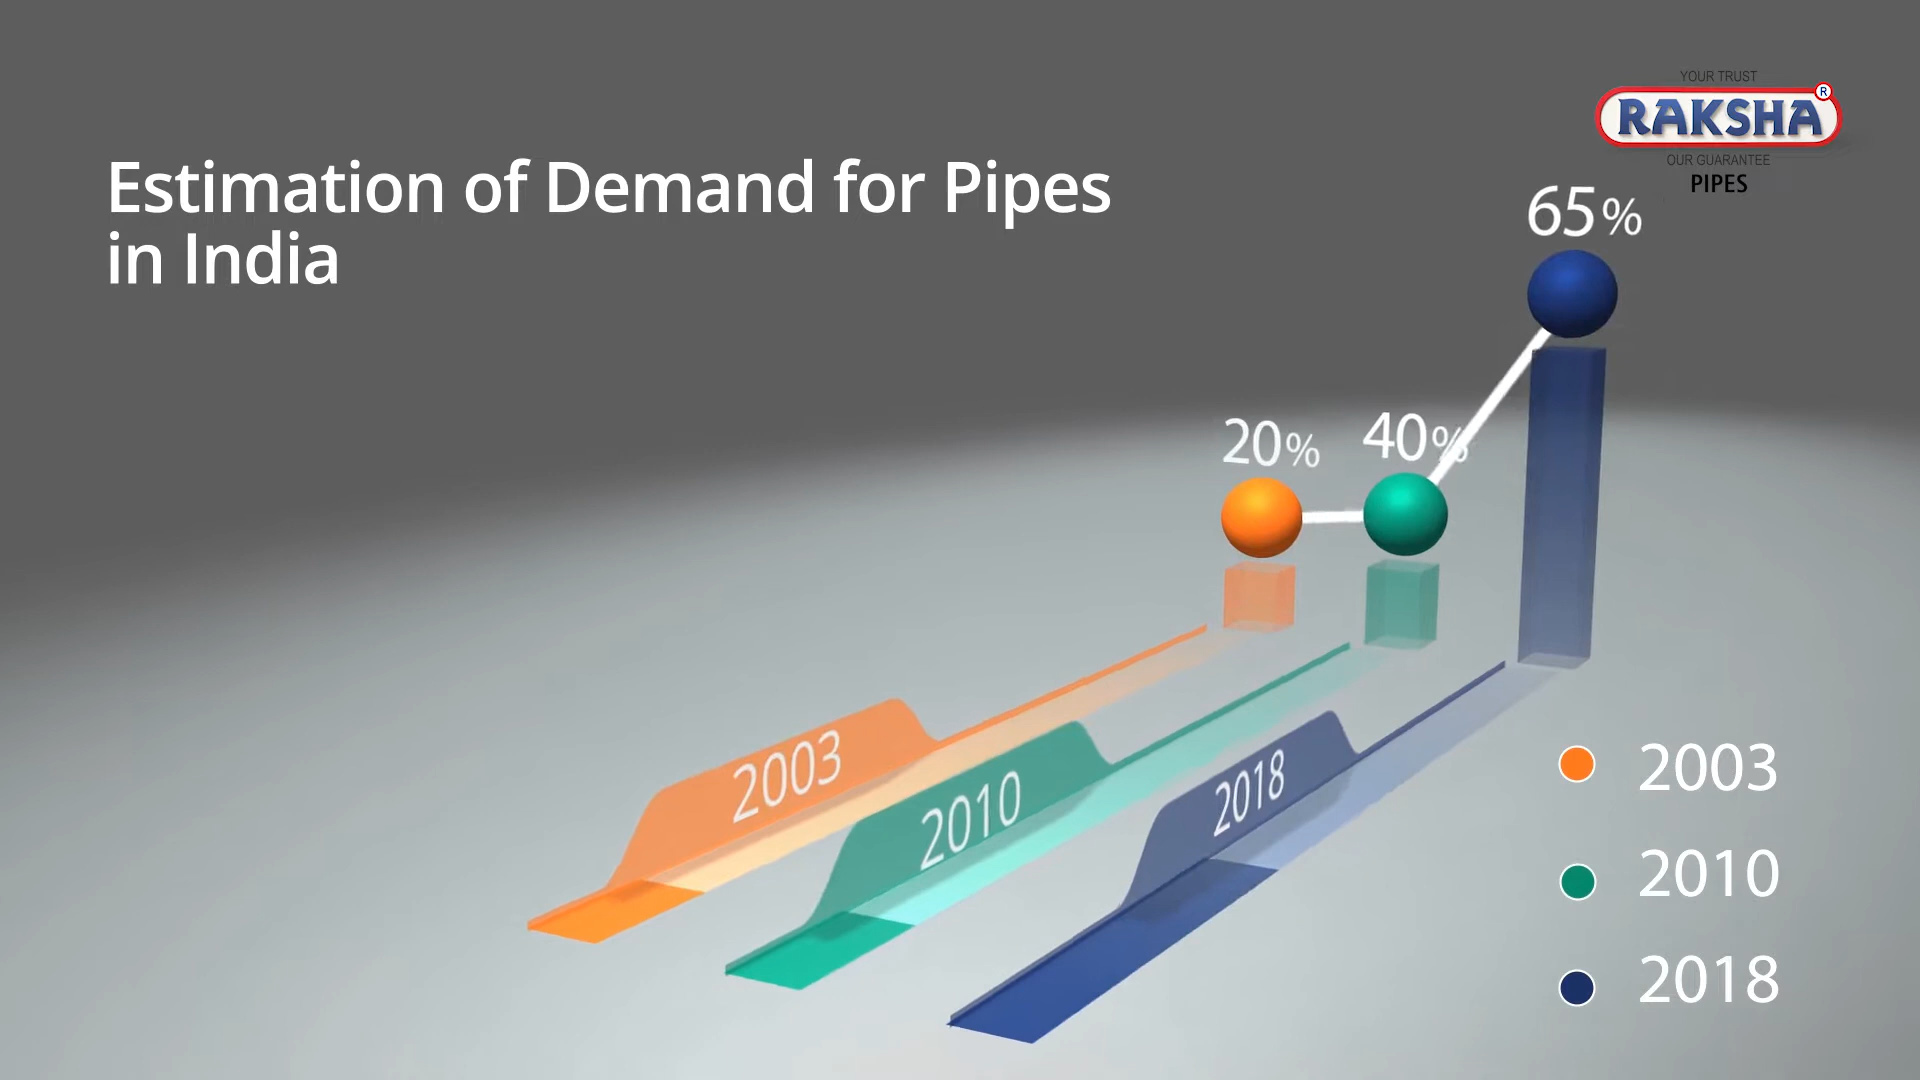 YOUR TRUST
RAKSHA ®
OUR GUARANTEE
PIPES
Estimation of Demand for Pipes
in India
65%
20%
40%
2003
2010
2018
2003
2010
2018